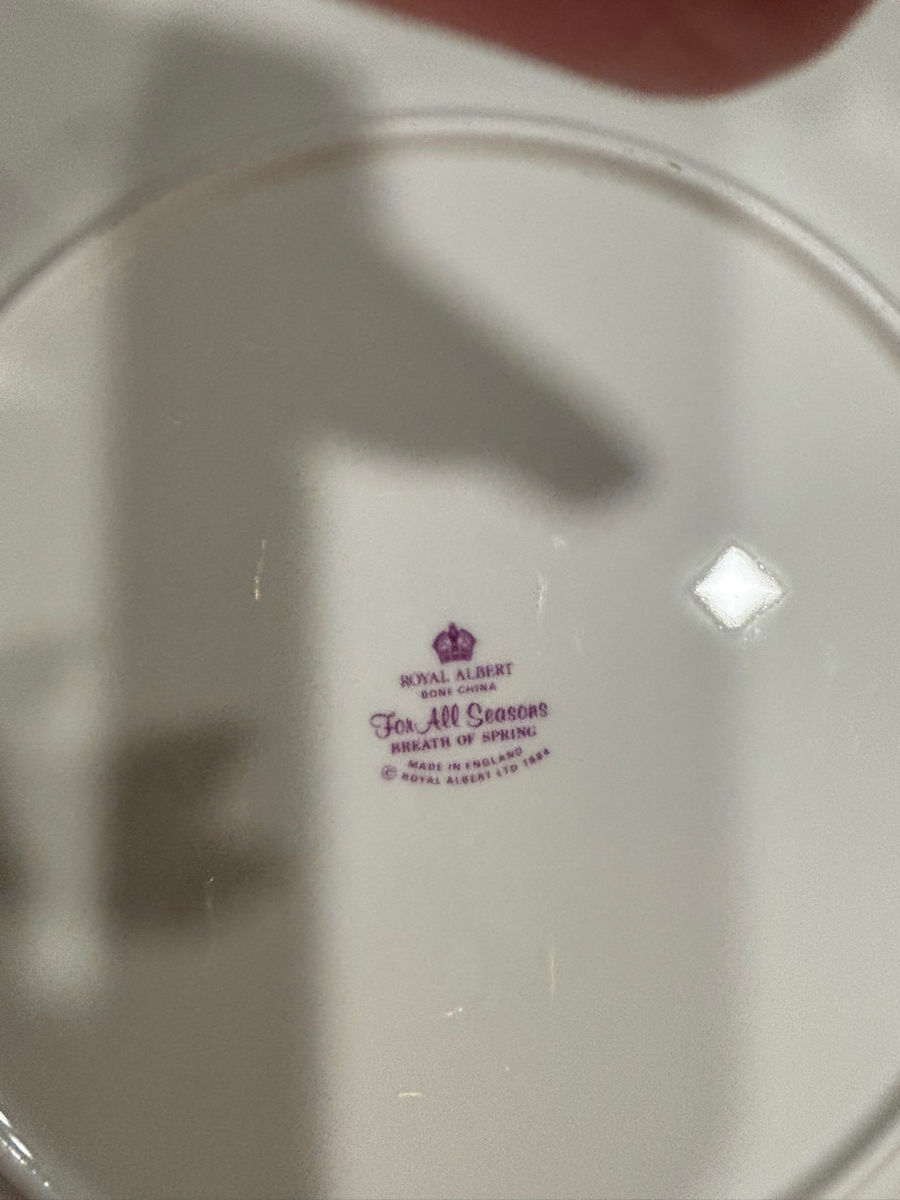 ROYAL ALBERT
BONE CHINA
For All Seasons
BREATH OF SPRING
MADE IN ENGLAND
© ROYAL ALBERT LTD 1984